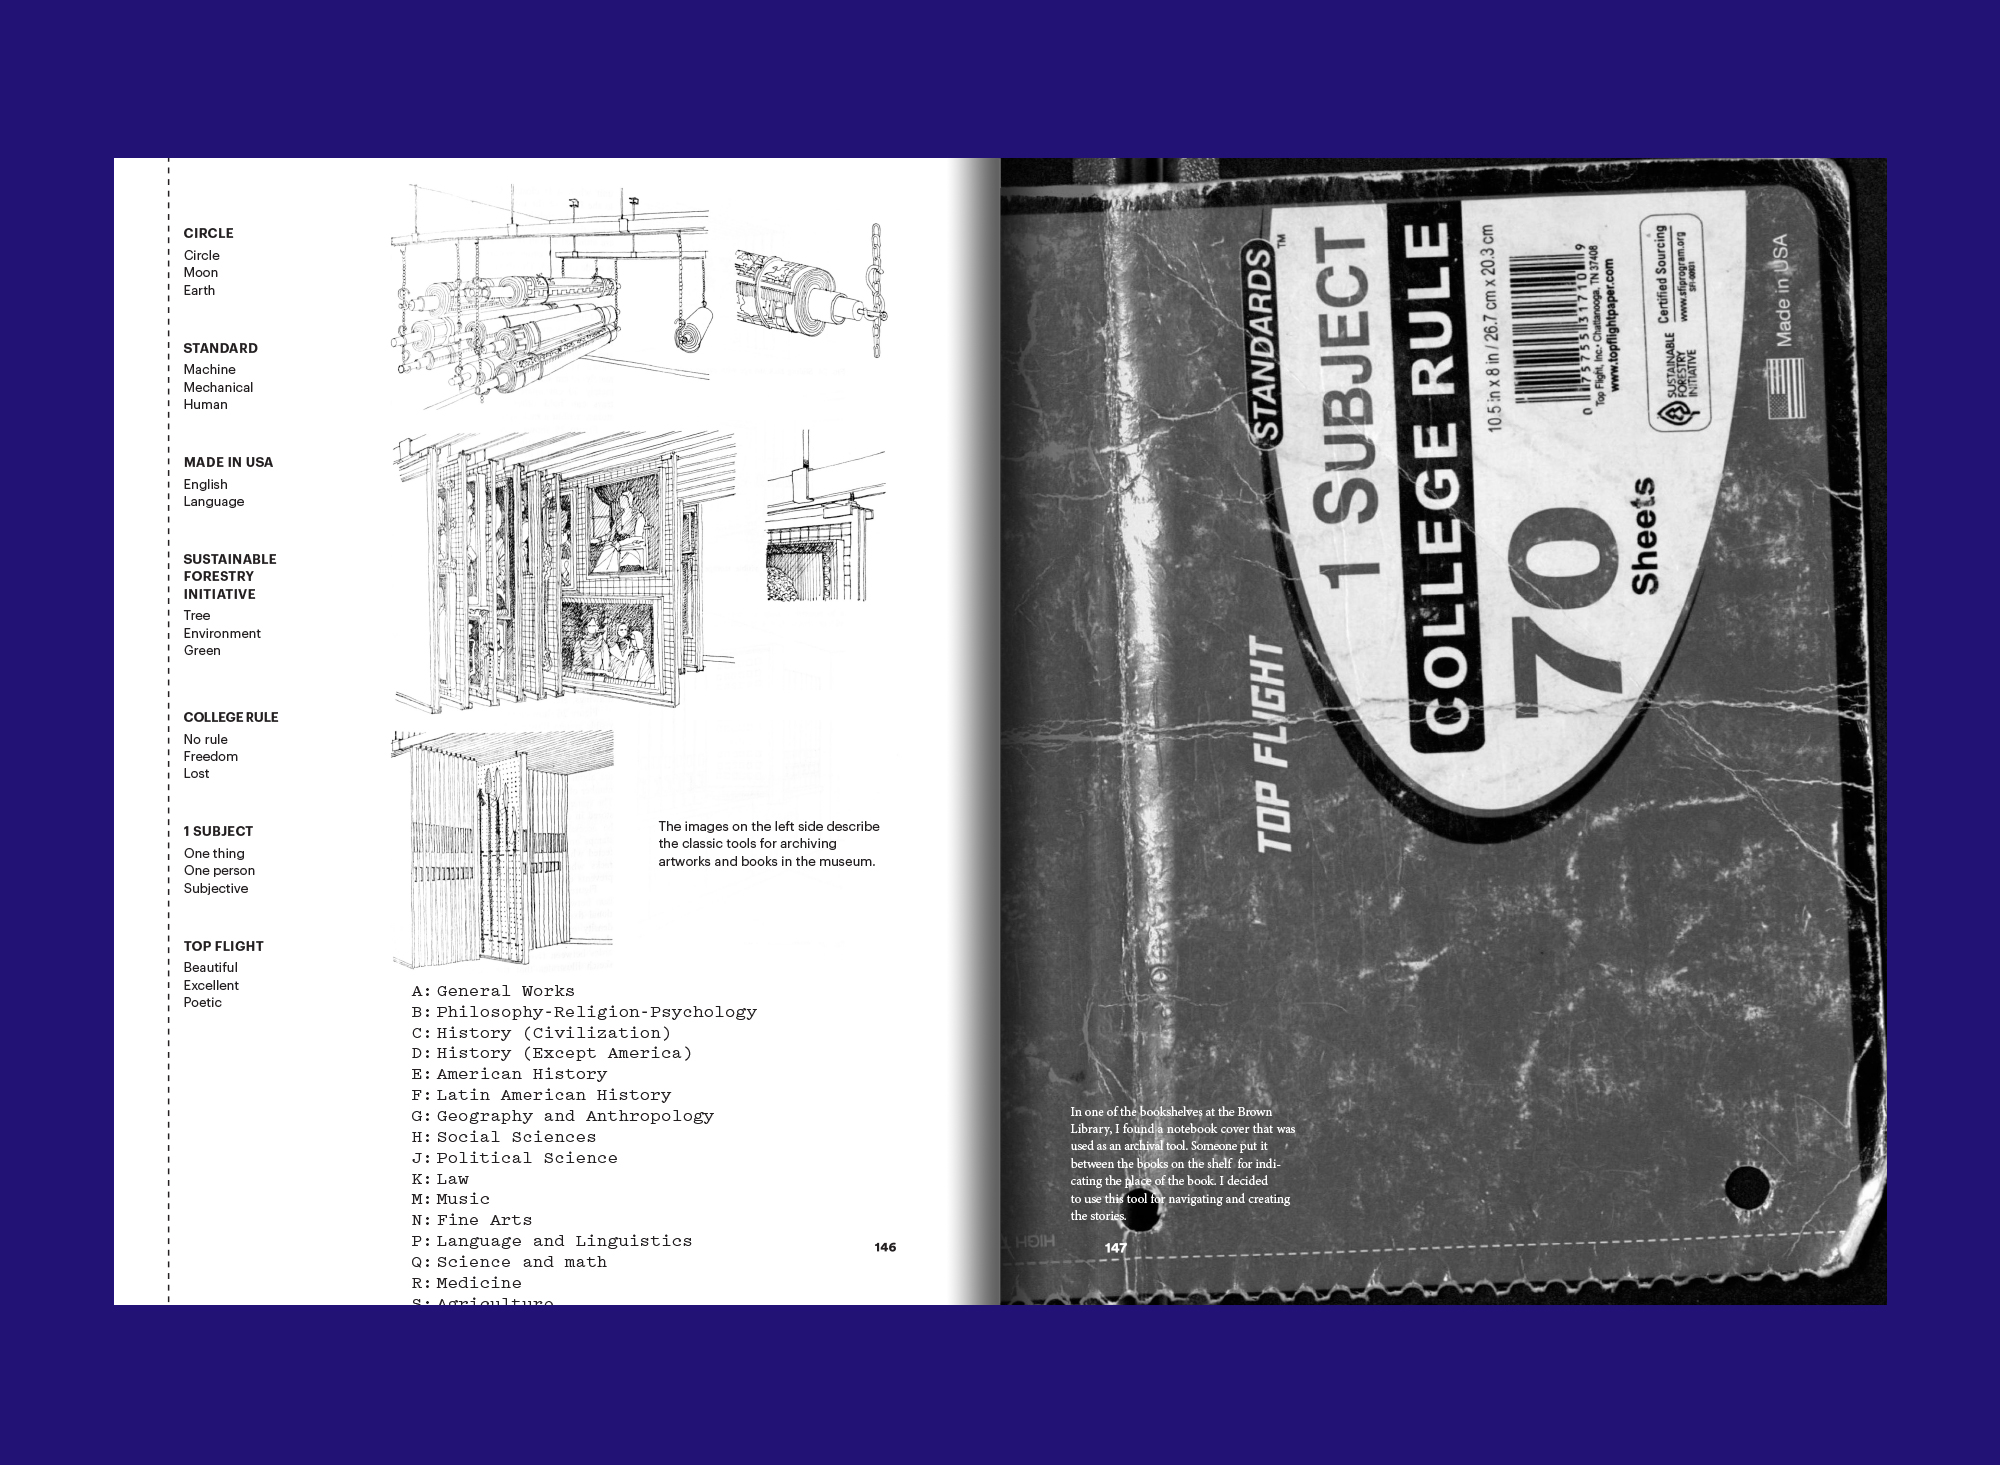 CIRCLE
Circle
Moon
Earth
STANDARD
Machine
Mechanical
Human
MADE IN USA
English
Language
SUSTAINABLE
FORESTRY
INITIATIVE
Tree
Environment
Green
COLLEGE RULE
No rule
Freedom
Lost
1 SUBJECT
One thing
One person
Subjective
TOP FLIGHT
Beautiful
Excellent
Poetic
The images on the left side describe
the classic tools for archiving
artworks and books in the museum.
A: General Works
B: Philosophy-Religion-Psychology
C: History (Civilization)
D: History (Except America)
E: American History
F: Latin American History
G: Geography and Anthropology
H: Social Sciences
J: Political Science
K: Law
M: Music
N: Fine Arts
P: Language and Linguistics
Q: Science and math
R: Medicine
S: Agriculture
146
STANDARDS™
1 SUBJECT
COLLEGE RULE
70
Sheets
10.5 in x 8 in / 26.7 cm x 20.3 cm
0 75755 31710 9
Top Flight, Inc. • Chattanooga, TN 37408
www.topflightpaper.com
SUSTAINABLE
FORESTRY
INITIATIVE
Certified Sourcing
www.sfiprogram.org
SFI-00931
Made in USA
TOP FLIGHT
In one of the bookshelves at the Brown
Library, I found a notebook cover that was
used as an archival tool. Someone put it
between the books on the shelf for indi-
cating the place of the book. I decided
to use this tool for navigating and creating
the stories.
HIGH
147